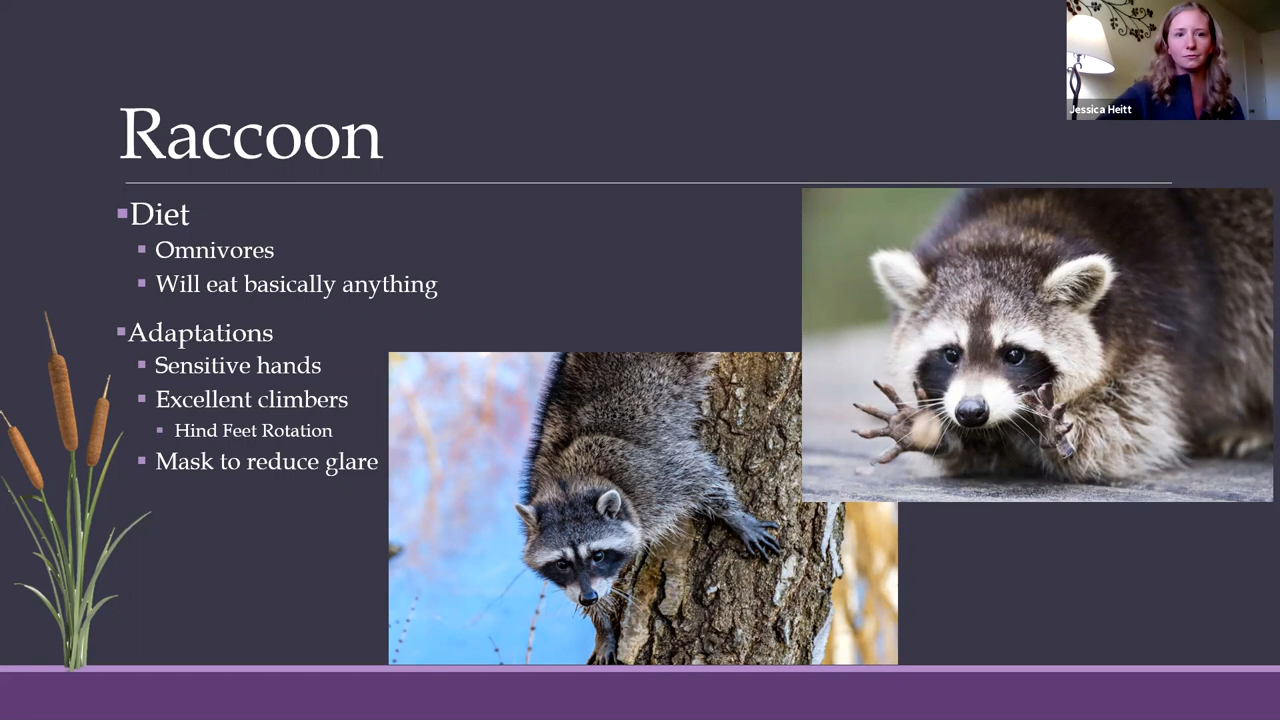 Jessica Heitt
Raccoon
Diet
Omnivores
Will eat basically anything
Adaptations
Sensitive hands
Excellent climbers
Hind Feet Rotation
Mask to reduce glare